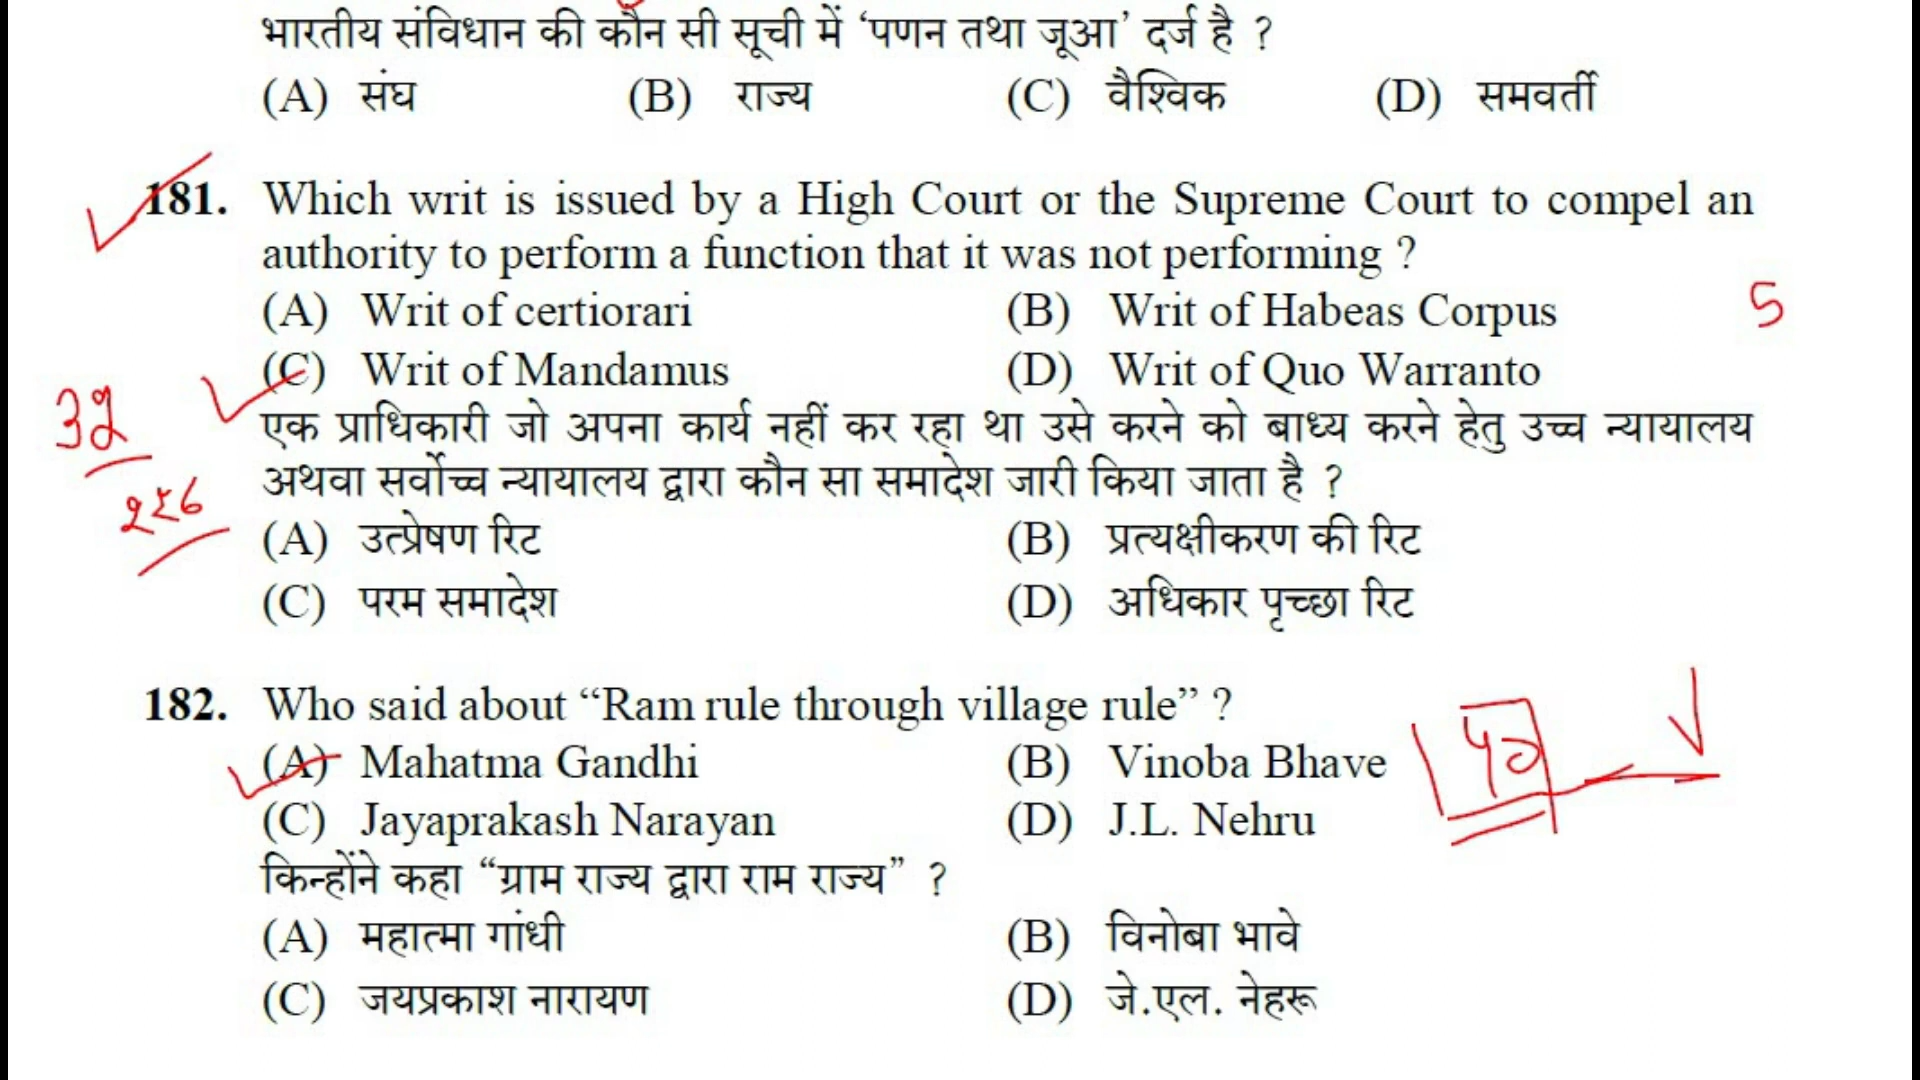 भारतीय संविधान की कौन सी सूची में ‘पणन तथा जूआ’ दर्ज है ?
(A) संघ (B) राज्य (C) वैश्विक (D) समवर्ती
181. Which writ is issued by a High Court or the Supreme Court to compel an
authority to perform a function that it was not performing ?
(A) Writ of certiorari (B) Writ of Habeas Corpus
5
(C) Writ of Mandamus (D) Writ of Quo Warranto
32
एक प्राधिकारी जो अपना कार्य नहीं कर रहा था उसे करने को बाध्य करने हेतु उच्च न्यायालय
अथवा सर्वोच्च न्यायालय द्वारा कौन सा समादेश जारी किया जाता है ?
(A) उत्प्रेषण रिट (B) प्रत्यक्षीकरण की रिट
(C) परम समादेश (D) अधिकार पृच्छा रिट
182. Who said about “Ram rule through village rule” ?
(A) Mahatma Gandhi (B) Vinoba Bhave
(C) Jayaprakash Narayan (D) J.L. Nehru
किन्होंने कहा “ग्राम राज्य द्वारा राम राज्य” ?
(A) महात्मा गांधी (B) विनोबा भावे
(C) जयप्रकाश नारायण (D) जे.एल. नेहरू